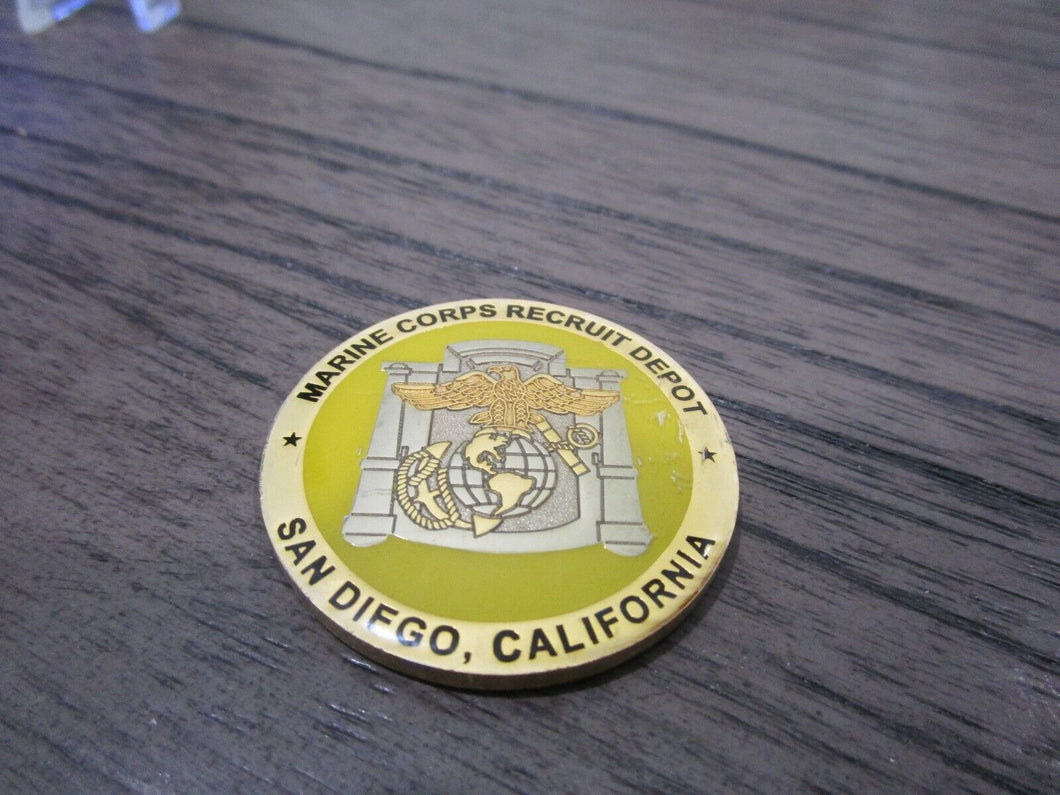 MARINE CORPS RECRUIT DEPOT
SAN DIEGO, CALIFORNIA